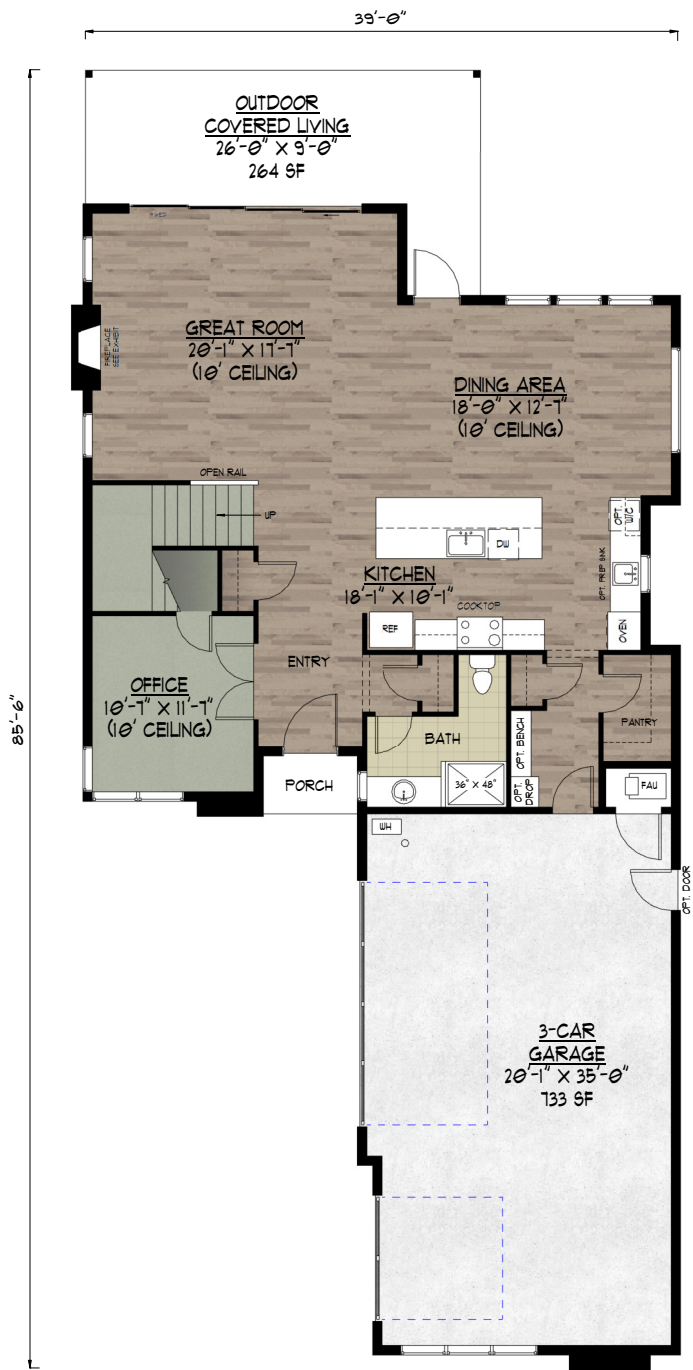 39'-0"
OUTDOOR
COVERED LIVING
26'-0" X 9'-0"
264 SF
FIREPLACE
SEE EXHIBIT
GREAT ROOM
20'-1" X 17'-7"
(10' CEILING)
DINING AREA
18'-0" X 12'-7"
(10' CEILING)
OPEN RAIL
UP
DW
OPT.
W/C
OPT. PREP SINK
KITCHEN
18'-1" X 10'-1"
COOKTOP
REF
OVEN
ENTRY
OFFICE
10'-7" X 11'-7"
(10' CEILING)
85'-6"
BATH
OPT. BENCH
PANTRY
PORCH
36" X 48"
OPT.
DROP
FAU
WH
OPT. DOOR
3-CAR
GARAGE
20'-1" X 35'-0"
733 SF